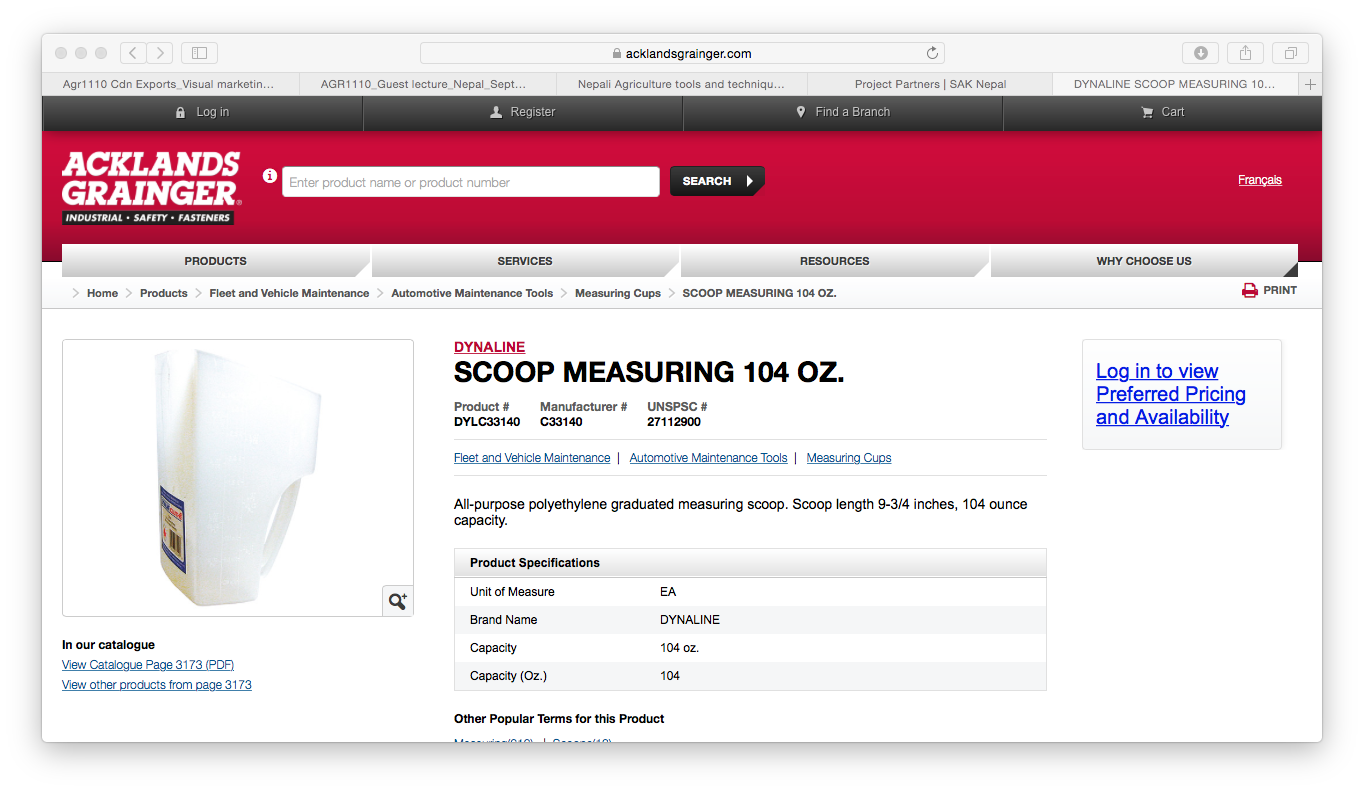 acklandsgrainger.com
Agr1110 Cdn Exports_Visual marketin...
AGR1110_Guest lecture_Nepal_Sept...
Nepali Agriculture tools and techniqu...
Project Partners | SAK Nepal
DYNALINE SCOOP MEASURING 10...
Log in
Register
Find a Branch
Cart
ACKLANDS
GRAINGER
INDUSTRIAL • SAFETY • FASTENERS
Enter product name or product number
SEARCH
Français
PRODUCTS
SERVICES
RESOURCES
WHY CHOOSE US
Home > Products > Fleet and Vehicle Maintenance > Automotive Maintenance Tools > Measuring Cups > SCOOP MEASURING 104 OZ.
PRINT
In our catalogue
View Catalogue Page 3173 (PDF)
View other products from page 3173
DYNALINE
SCOOP MEASURING 104 OZ.
Product # Manufacturer # UNSPSC #
DYLC33140 C33140 27112900
Fleet and Vehicle Maintenance | Automotive Maintenance Tools | Measuring Cups
All-purpose polyethylene graduated measuring scoop. Scoop length 9-3/4 inches, 104 ounce
capacity.
Product Specifications
Unit of Measure EA
Brand Name DYNALINE
Capacity 104 oz.
Capacity (Oz.) 104
Other Popular Terms for this Product
Log in to view
Preferred Pricing
and Availability